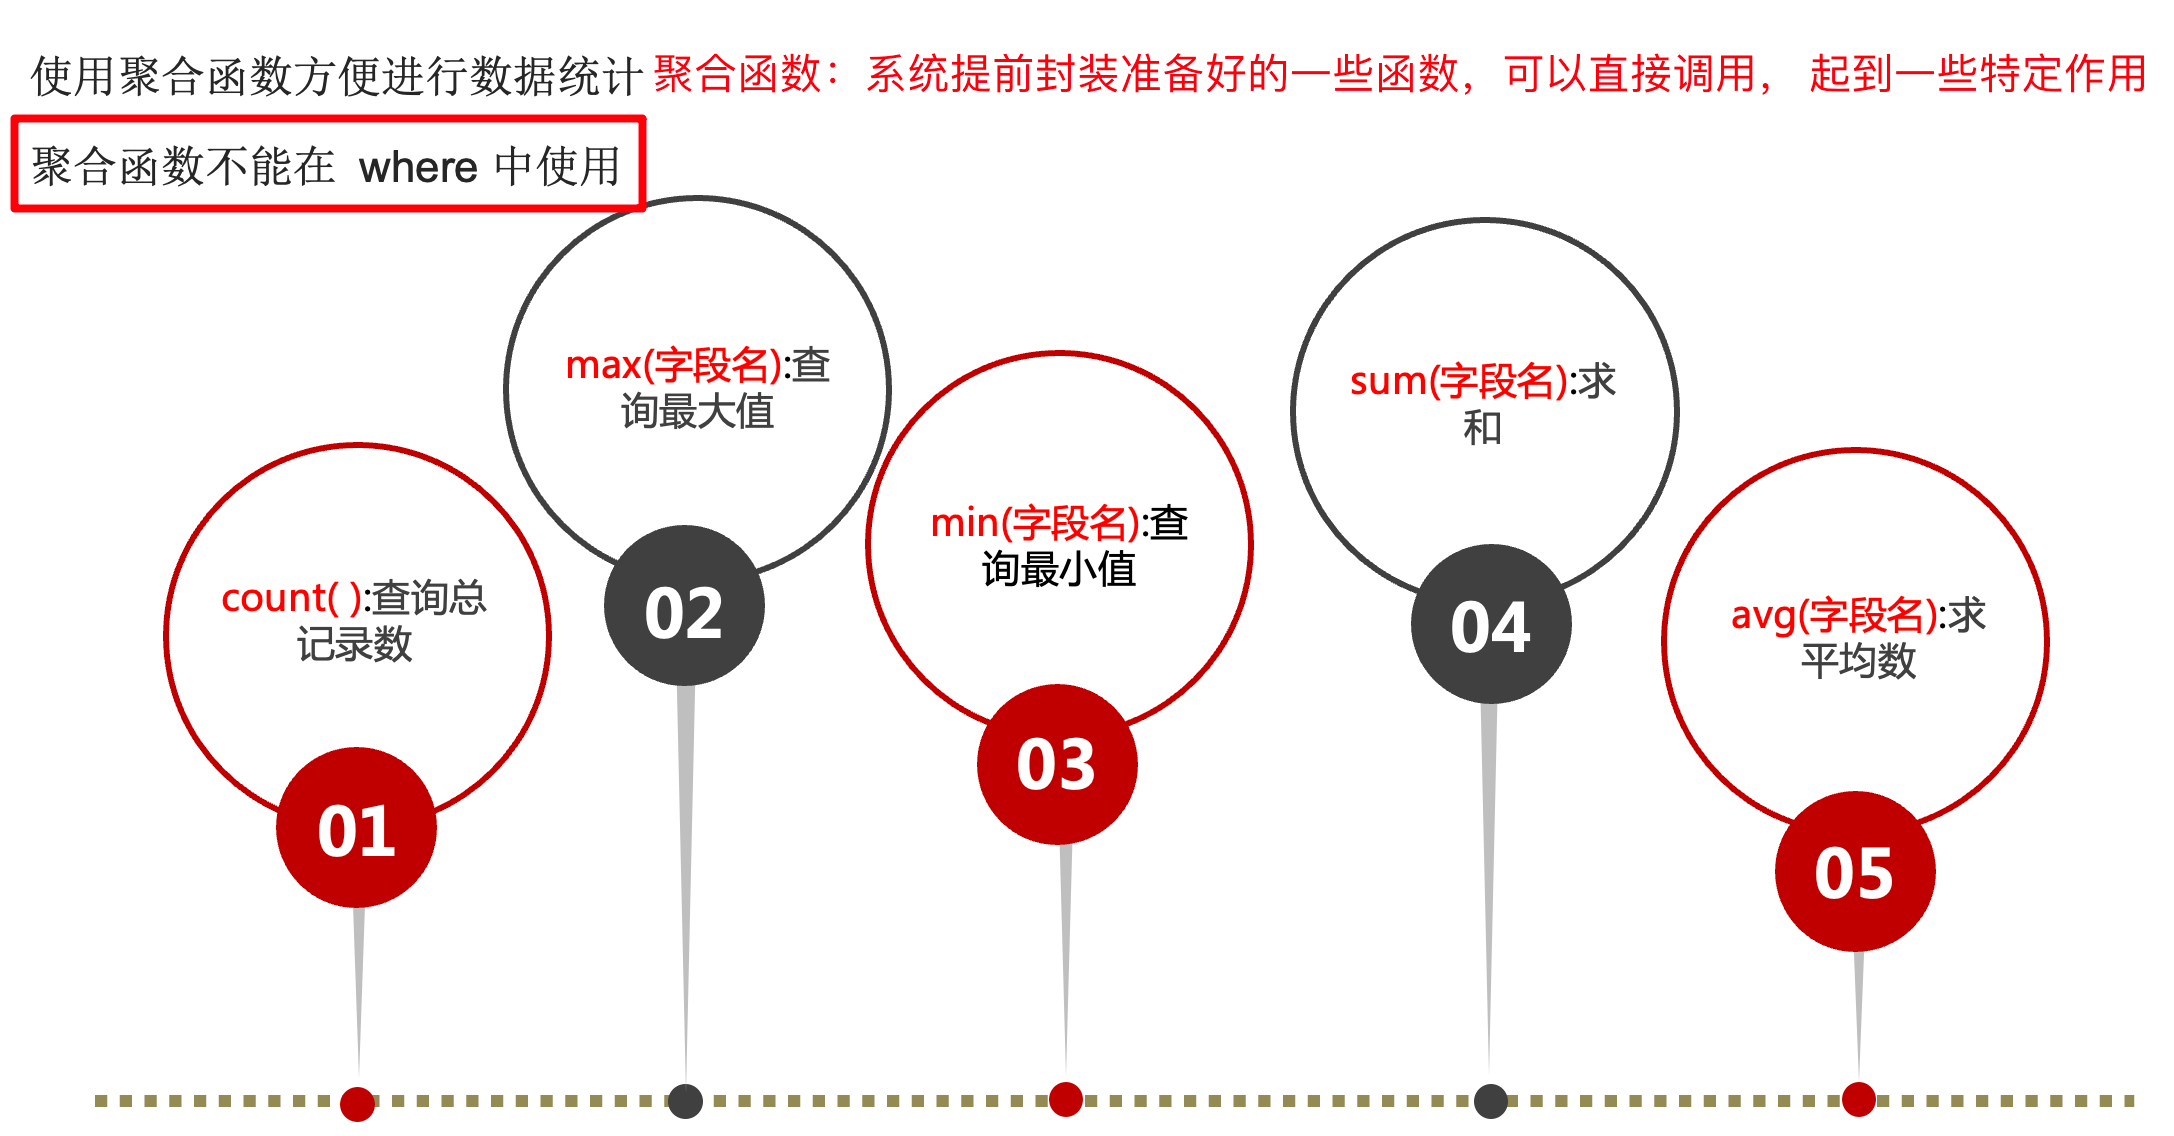 使用聚合函数方便进行数据统计 聚合函数：系统提前封装准备好的一些函数，可以直接调用， 起到一些特定作用
聚合函数不能在 where 中使用
count( ):查询总
记录数
01
max(字段名):查
询最大值
02
min(字段名):查
询最小值
03
sum(字段名):求
和
04
avg(字段名):求
平均数
05